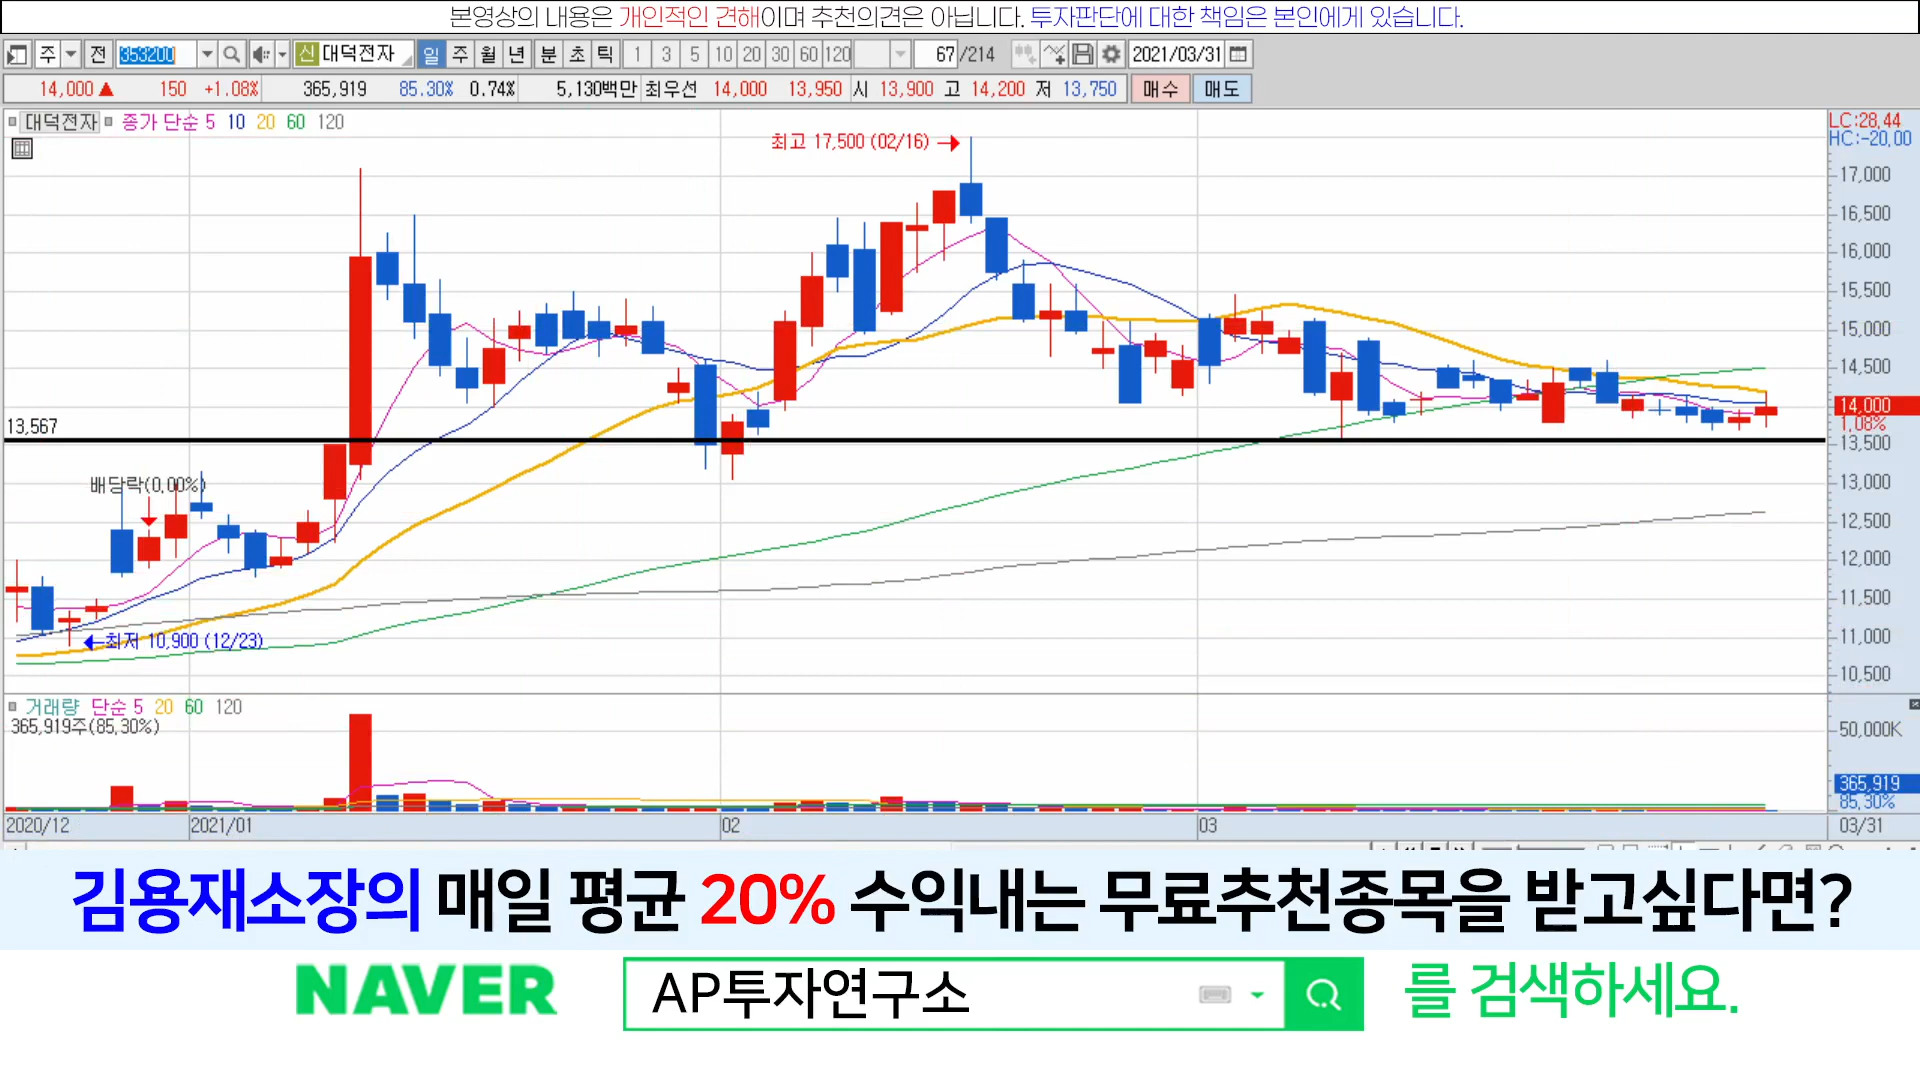 본영상의 내용은 개인적인 견해이며 추천의견은 아닙니다. 투자판단에 대한 책임은 본인에게 있습니다.
주 전 353200 신 대덕전자 일 주 월 년 분 초 틱 1 3 5 10 20 30 60 120 67 /214 2021/03/31
14,000 ▲ 150 +1.08% 365,919 85.30% 0.74% 5,130백만 최우선 14,000 13,950 시 13,900 고 14,200 저 13,750 매수 매도
대덕전자 종가 단순 5 10 20 60 120
LC:28.44
HC:-20.00
최고 17,500 (02/16)
17,000
16,500
16,000
15,500
15,000
14,500
14,000
1.08%
13,567
13,500
배당락(0.00%)
13,000
12,500
12,000
11,500
최저 10,900 (12/23)
11,000
10,500
거래량 단순 5 20 60 120
365,919주(85.30%)
50,000K
365,919
85.30%
2020/12 2021/01 02 03 03/31
김용재소장의 매일 평균 20% 수익내는 무료추천종목을 받고싶다면?
NAVER AP투자연구소 를 검색하세요.